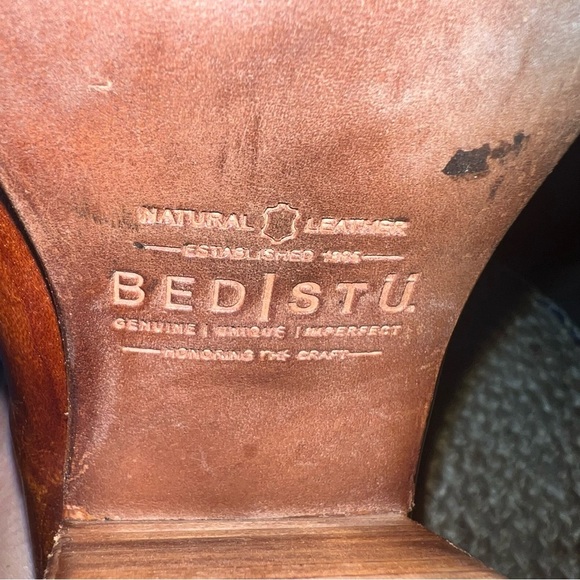 NATURAL LEATHER
ESTABLISHED 1995
BED|STÜ.
GENUINE | UNIQUE | IMPERFECT
HONORING THE CRAFT